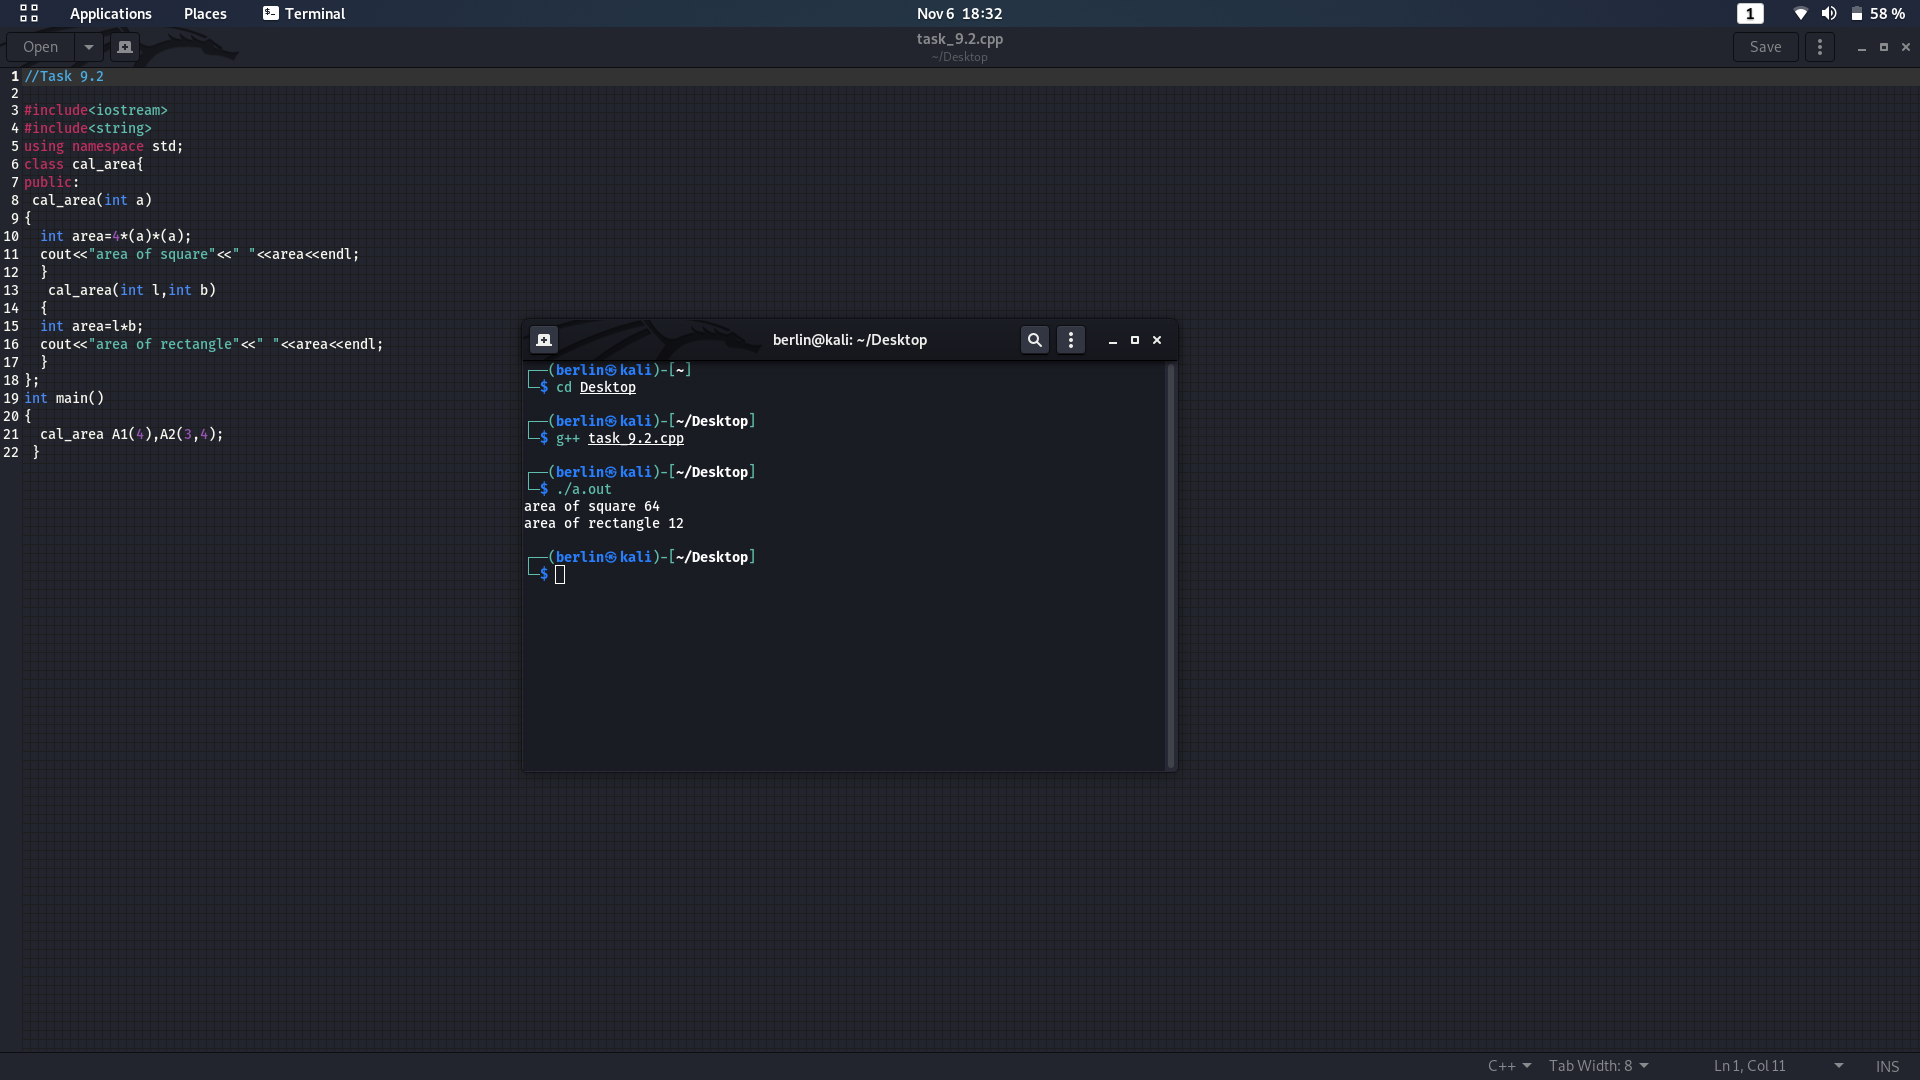 Applications Places Terminal Nov 6 18:32 1 58 %
Open task_9.2.cpp Save
~/Desktop
1 //Task 9.2
2
3 #include<iostream>
4 #include<string>
5 using namespace std;
6 class cal_area{
7 public:
8  cal_area(int a)
9 {
10   int area=4*(a)*(a);
11   cout<<"area of square"<<" "<<area<<endl;
12   }
13    cal_area(int l,int b)
14   {
15   int area=l*b;
16   cout<<"area of rectangle"<<" "<<area<<endl;
17   }
18 };
19 int main()
20 {
21   cal_area A1(4),A2(3,4);
22  }
berlin@kali: ~/Desktop
┌──(berlin㉿kali)-[~]
└─$ cd Desktop
┌──(berlin㉿kali)-[~/Desktop]
└─$ g++ task_9.2.cpp
┌──(berlin㉿kali)-[~/Desktop]
└─$ ./a.out
area of square 64
area of rectangle 12
┌──(berlin㉿kali)-[~/Desktop]
└─$
C++ Tab Width: 8 Ln 1, Col 11 INS